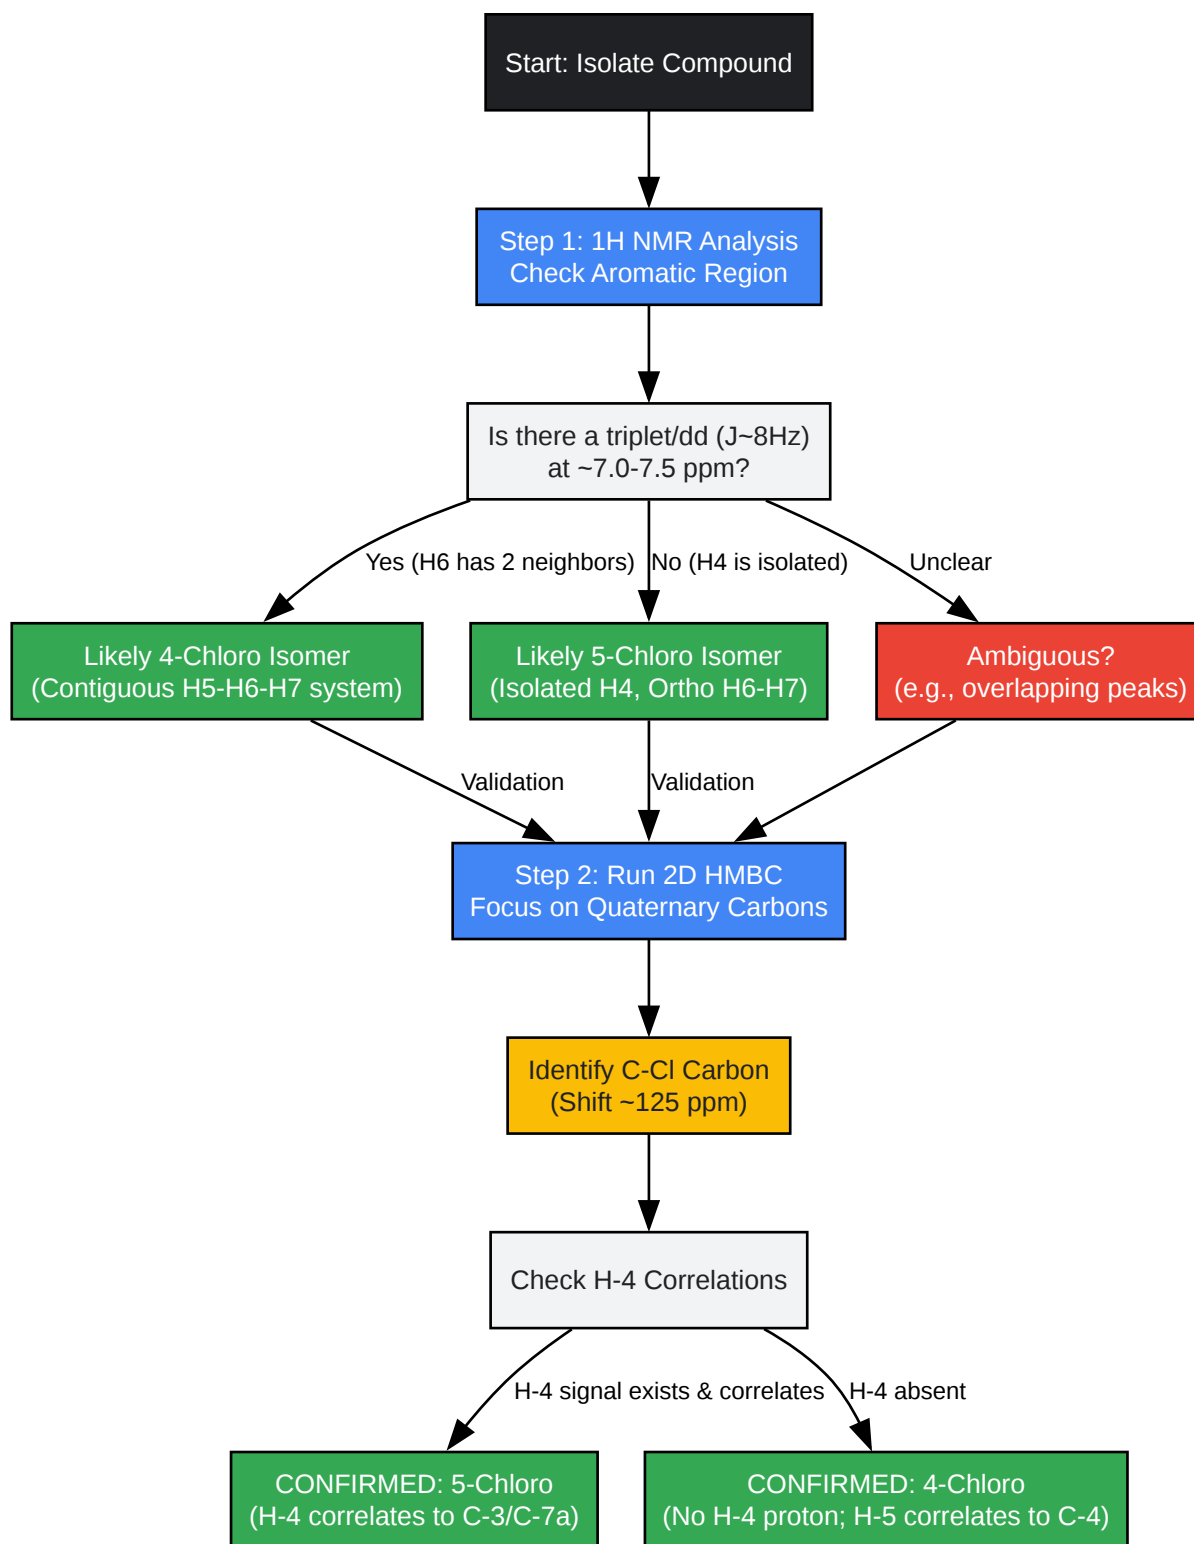 Start: Isolate Compound
Step 1: 1H NMR Analysis
Check Aromatic Region
Is there a triplet/dd (J~8Hz)
at ~7.0-7.5 ppm?
Yes (H6 has 2 neighbors)
No (H4 is isolated)
Unclear
Likely 4-Chloro Isomer
(Contiguous H5-H6-H7 system)
Likely 5-Chloro Isomer
(Isolated H4, Ortho H6-H7)
Ambiguous?
(e.g., overlapping peaks)
Validation
Validation
Step 2: Run 2D HMBC
Focus on Quaternary Carbons
Identify C-Cl Carbon
(Shift ~125 ppm)
Check H-4 Correlations
H-4 signal exists & correlates
H-4 absent
CONFIRMED: 5-Chloro
(H-4 correlates to C-3/C-7a)
CONFIRMED: 4-Chloro
(No H-4 proton; H-5 correlates to C-4)